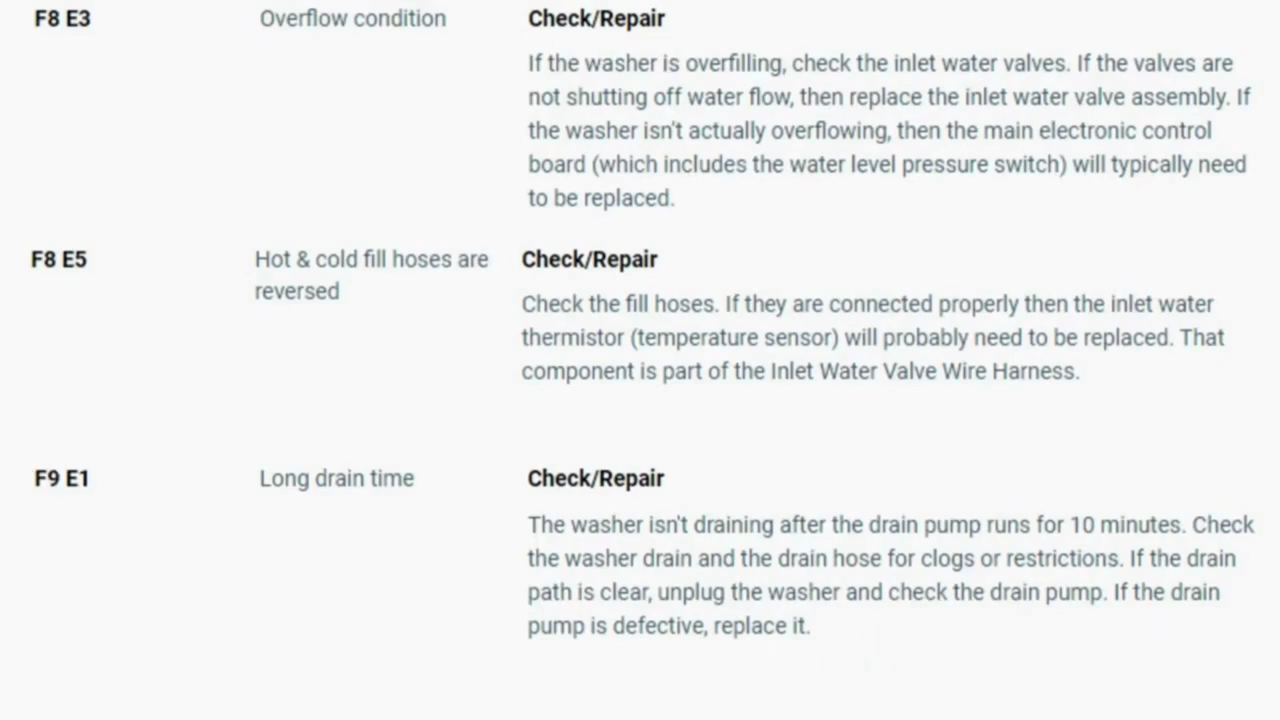 F8 E3
Overflow condition
Check/Repair
If the washer is overfilling, check the inlet water valves. If the valves are
not shutting off water flow, then replace the inlet water valve assembly. If
the washer isn't actually overflowing, then the main electronic control
board (which includes the water level pressure switch) will typically need
to be replaced.
F8 E5
Hot & cold fill hoses are
reversed
Check/Repair
Check the fill hoses. If they are connected properly then the inlet water
thermistor (temperature sensor) will probably need to be replaced. That
component is part of the Inlet Water Valve Wire Harness.
F9 E1
Long drain time
Check/Repair
The washer isn't draining after the drain pump runs for 10 minutes. Check
the washer drain and the drain hose for clogs or restrictions. If the drain
path is clear, unplug the washer and check the drain pump. If the drain
pump is defective, replace it.